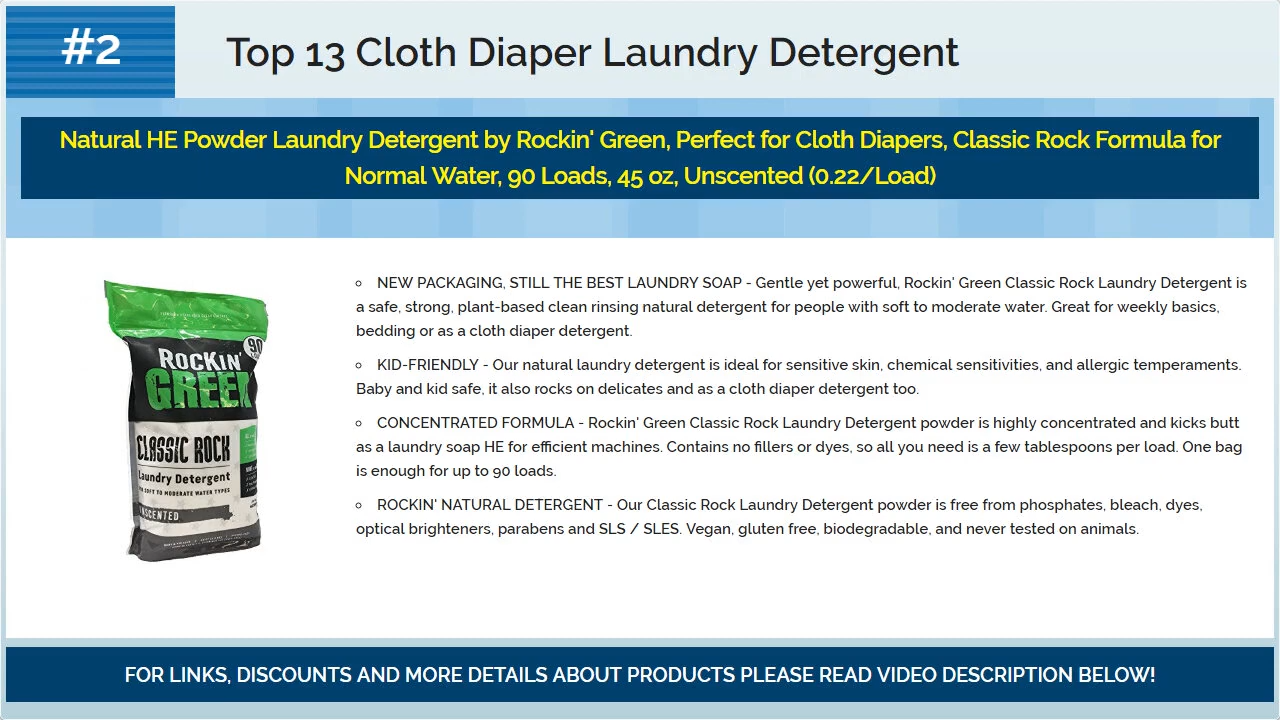 #2
Top 13 Cloth Diaper Laundry Detergent
Natural HE Powder Laundry Detergent by Rockin' Green, Perfect for Cloth Diapers, Classic Rock Formula for
Normal Water, 90 Loads, 45 oz, Unscented (0.22/Load)
NEW PACKAGING, STILL THE BEST LAUNDRY SOAP - Gentle yet powerful, Rockin' Green Classic Rock Laundry Detergent is
a safe, strong, plant-based clean rinsing natural detergent for people with soft to moderate water. Great for weekly basics,
bedding or as a cloth diaper detergent.
KID-FRIENDLY - Our natural laundry detergent is ideal for sensitive skin, chemical sensitivities, and allergic temperaments.
Baby and kid safe, it also rocks on delicates and as a cloth diaper detergent too.
CONCENTRATED FORMULA - Rockin' Green Classic Rock Laundry Detergent powder is highly concentrated and kicks butt
as a laundry soap HE for efficient machines. Contains no fillers or dyes, so all you need is a few tablespoons per load. One bag
is enough for up to 90 loads.
ROCKIN' NATURAL DETERGENT - Our Classic Rock Laundry Detergent powder is free from phosphates, bleach, dyes,
optical brighteners, parabens and SLS / SLES. Vegan, gluten free, biodegradable, and never tested on animals.
90
ROCKIN'
GREEN
CLASSIC ROCK
Laundry Detergent
SOFT TO MODERATE WATER TYPES
FOR LINKS, DISCOUNTS AND MORE DETAILS ABOUT PRODUCTS PLEASE READ VIDEO DESCRIPTION BELOW!